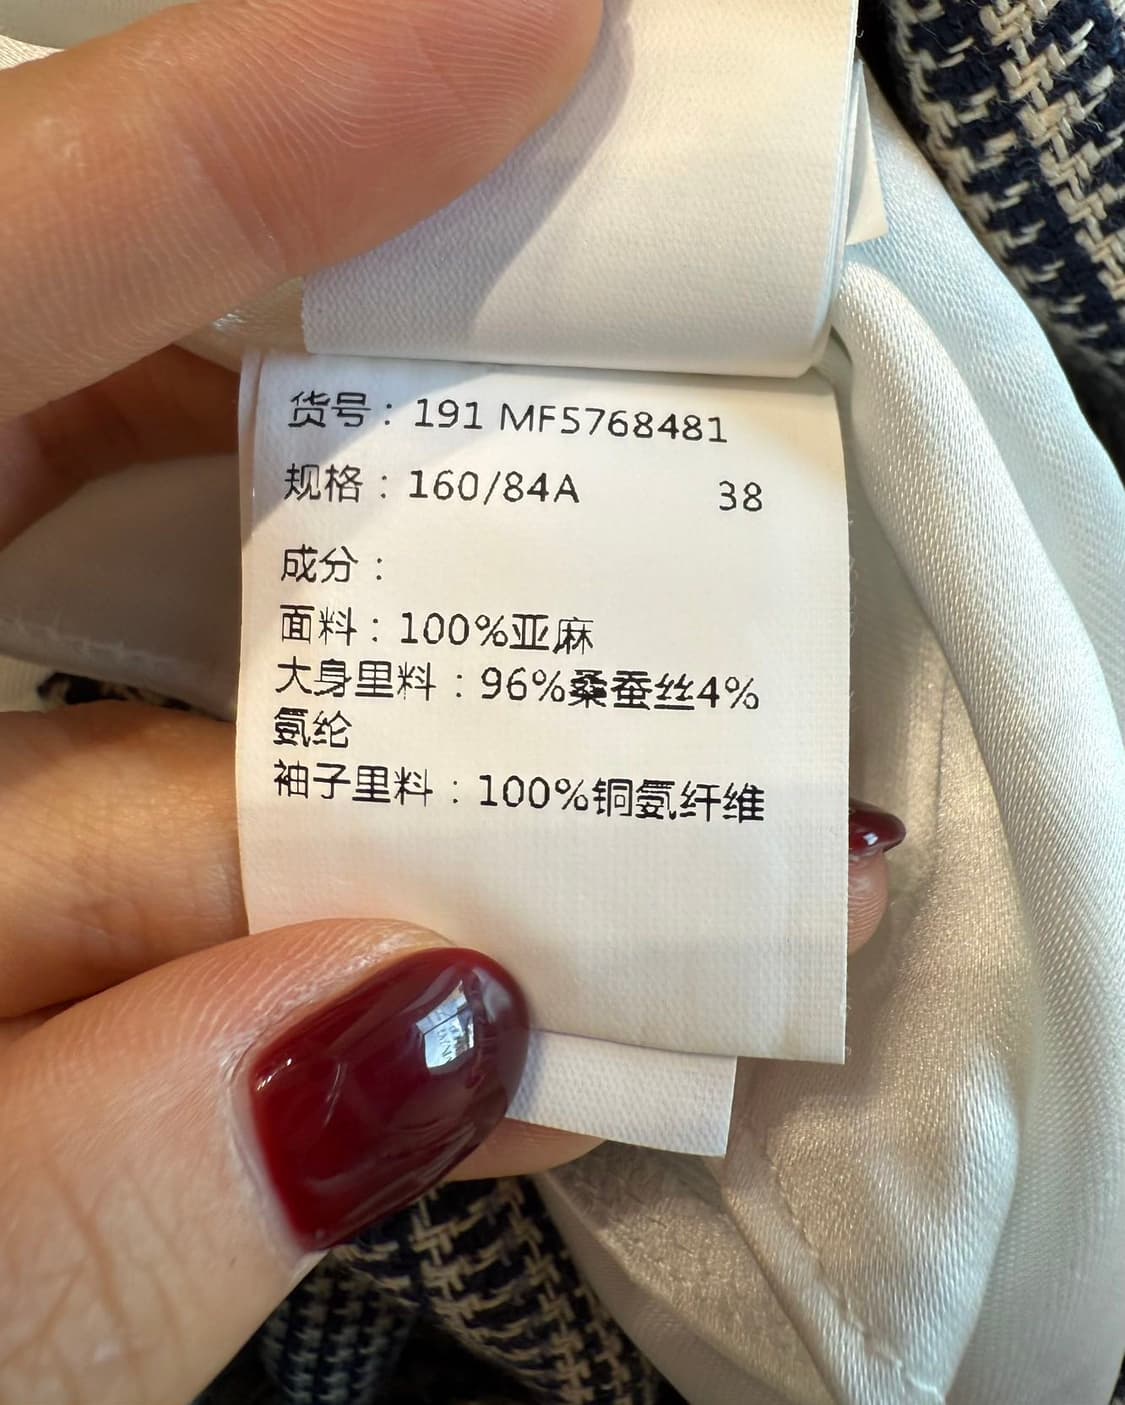 货号：191 MF5768481
规格：160/84A 38
成分：
面料：100%亚麻
大身里料：96%桑蚕丝4%
氨纶
袖子里料：100%铜氨纤维